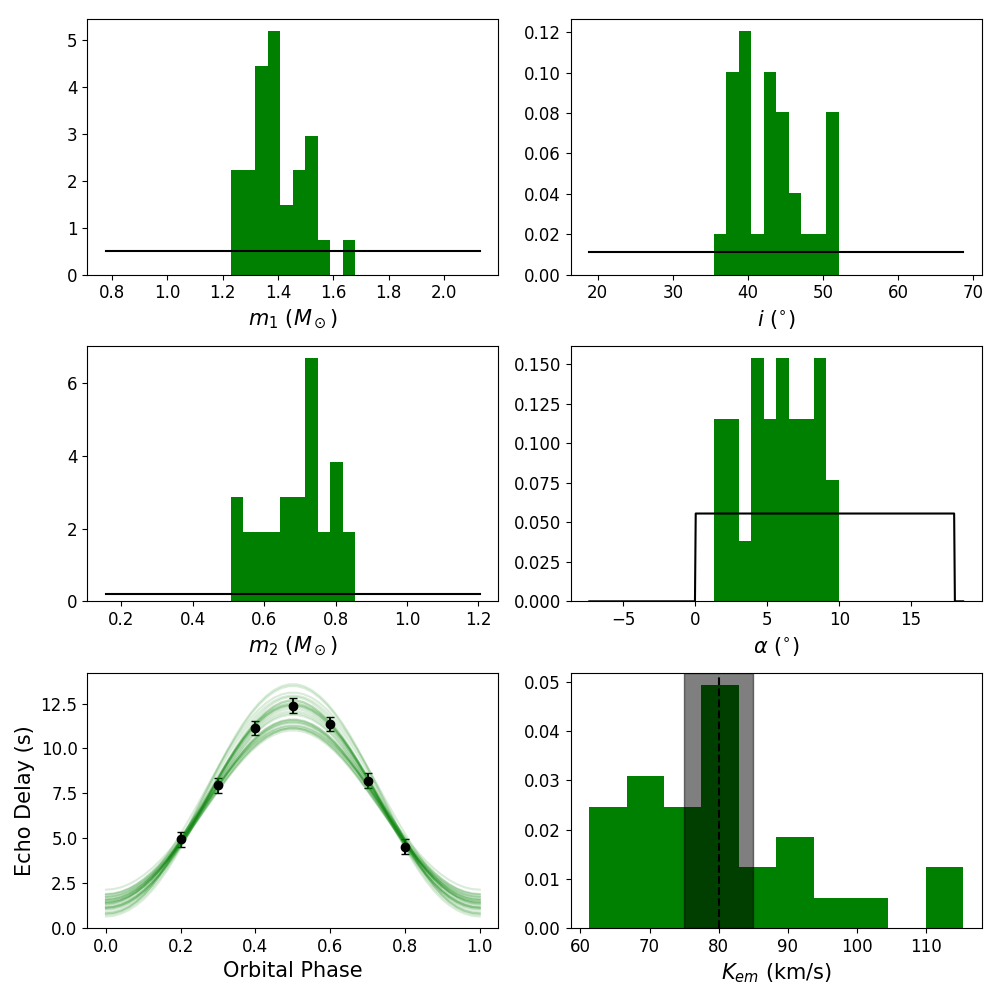 5
4
3
2
1
0
0.8 1.0 1.2 1.4 1.6 1.8 2.0
m₁ (M⊙)
0.12
0.10
0.08
0.06
0.04
0.02
0.00
20 30 40 50 60 70
i (°)
6
4
2
0
0.2 0.4 0.6 0.8 1.0 1.2
m₂ (M⊙)
0.150
0.125
0.100
0.075
0.050
0.025
0.000
−5 0 5 10 15
α (°)
Echo Delay (s)
12.5
10.0
7.5
5.0
2.5
0.0
0.0 0.2 0.4 0.6 0.8 1.0
Orbital Phase
0.05
0.04
0.03
0.02
0.01
0.00
60 70 80 90 100 110
K_em (km/s)